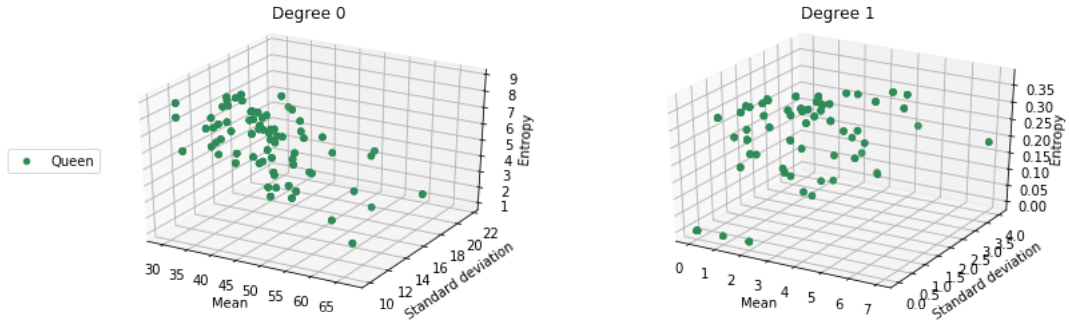 Degree 0
Degree 1
Queen
9
8
7
6
5
4
3
2
1
Entropy
30 35 40 45 50 55 60 65
Mean
10 12 14 16 18 20 22
Standard deviation
0.35
0.30
0.25
0.20
0.15
0.10
0.05
0.00
Entropy
0 1 2 3 4 5 6 7
Mean
0.0 0.5 1.0 1.5 2.0 2.5 3.0 3.5 4.0
Standard deviation